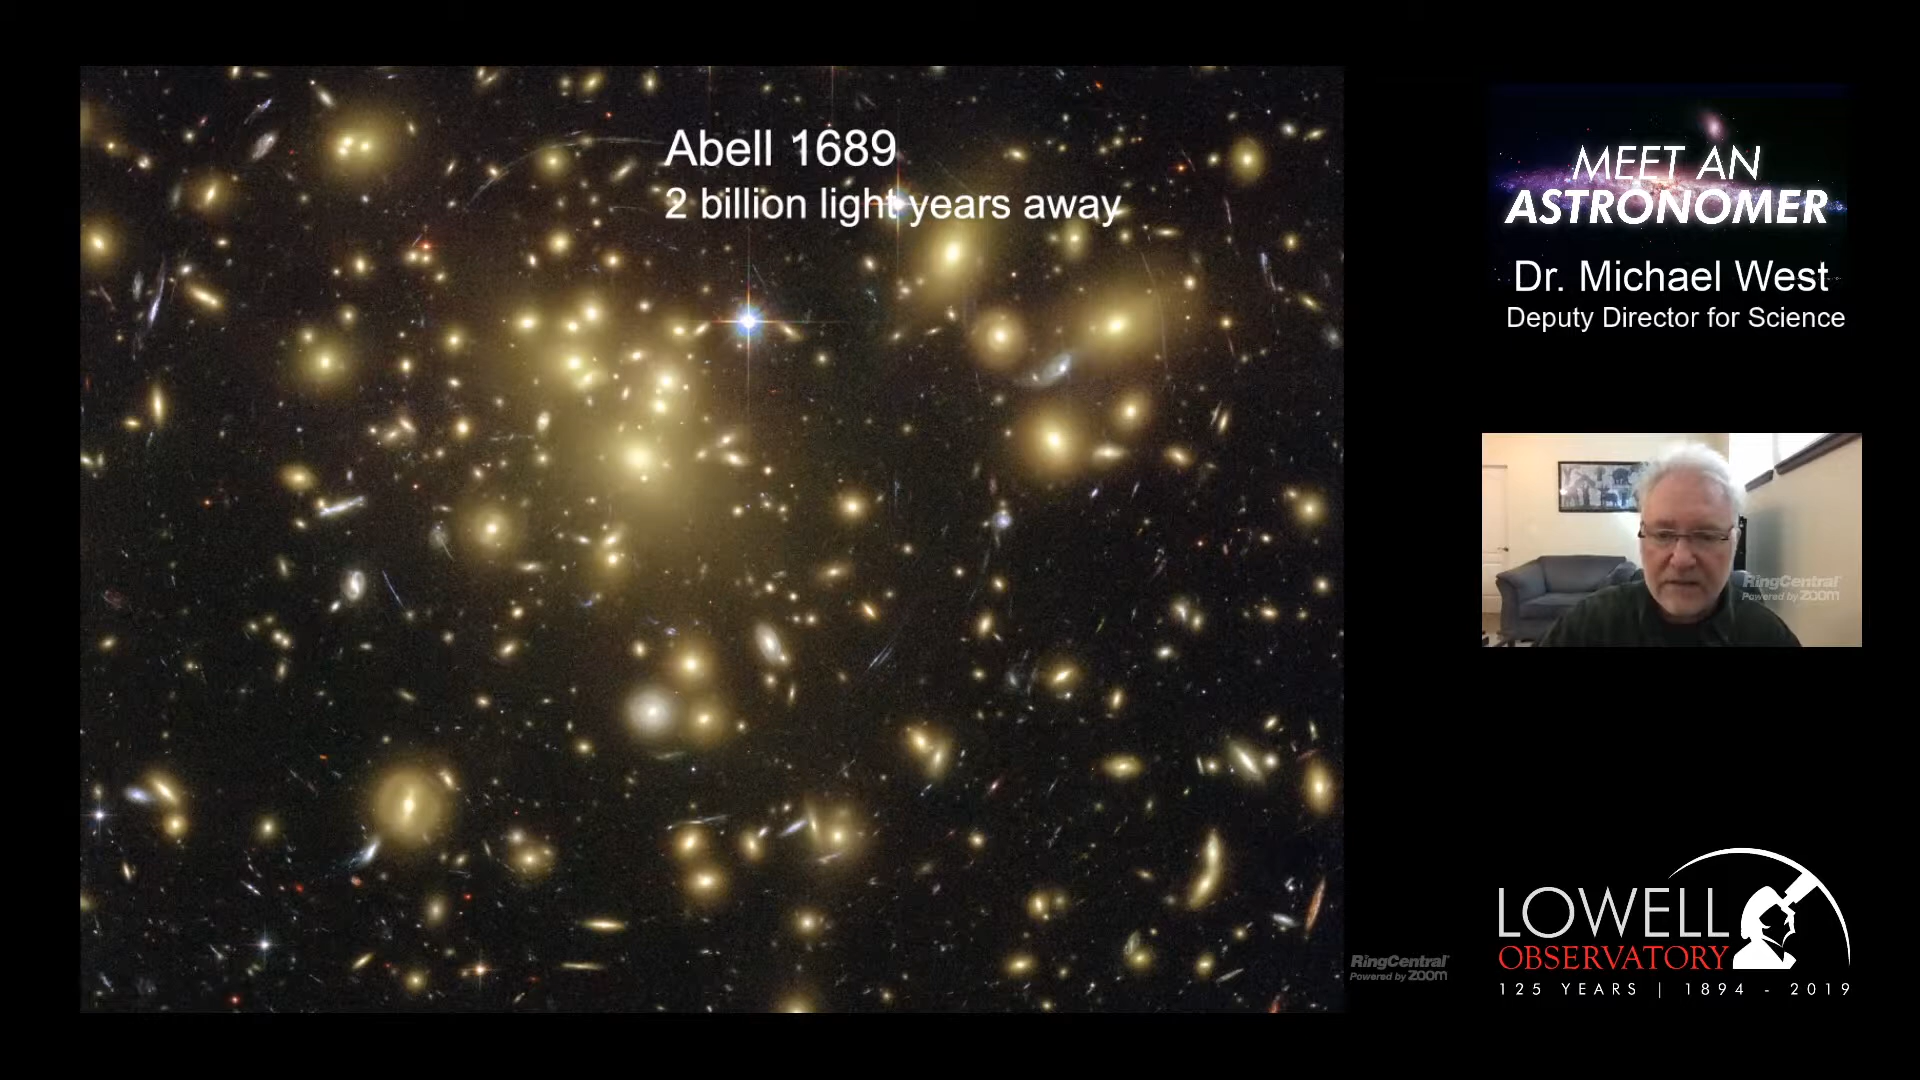 Abell 1689
2 billion light years away
MEET AN
ASTRONOMER
Dr. Michael West
Deputy Director for Science
RingCentral
Powered by zoom
RingCentral
Powered by zoom
LOWELL
OBSERVATORY
125 YEARS | 1894 - 2019